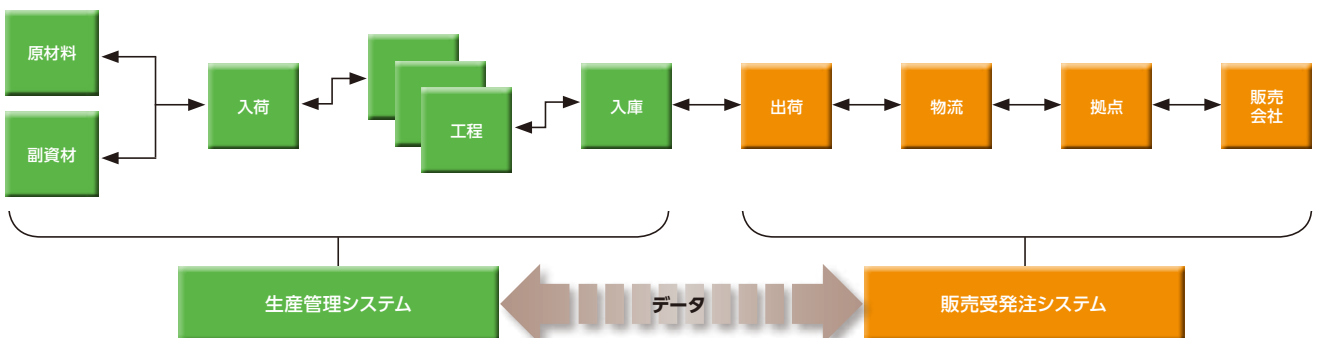 原材料
副資材
入荷
工程
入庫
出荷
物流
拠点
販売
会社
生産管理システム
データ
販売受発注システム